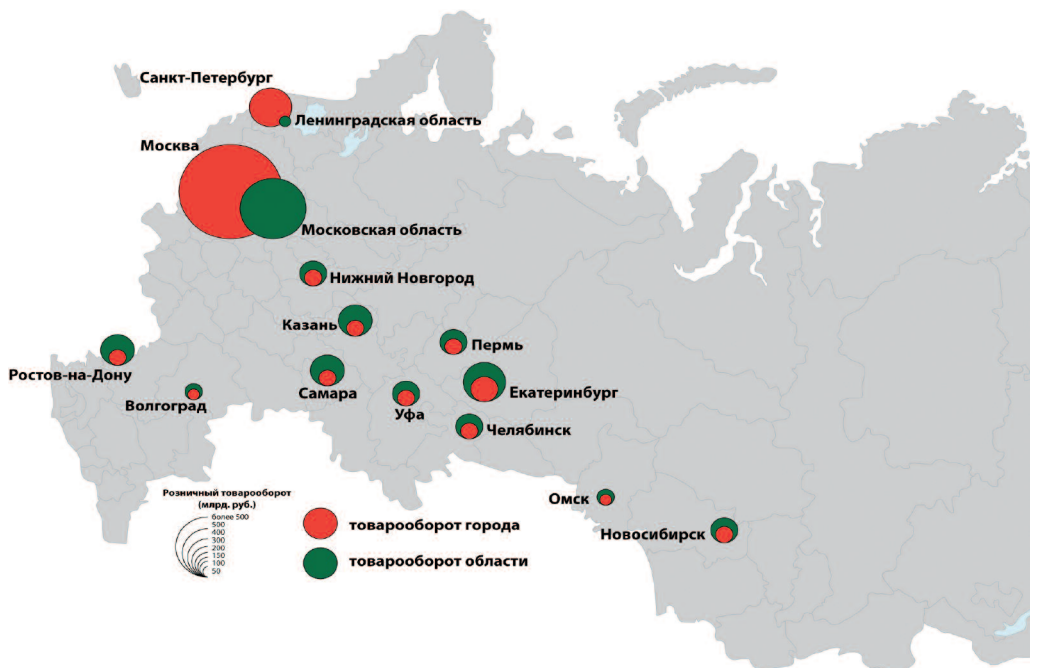 Санкт-Петербург
Ленинградская область
Москва
Московская область
Нижний Новгород
Казань
Пермь
Ростов-на-Дону
Самара
Екатеринбург
Волгоград
Уфа
Челябинск
Омск
Новосибирск
Розничный товарооборот
(млрд. руб.)
более 500
500
400
300
200
150
100
50
товарооборот города
товарооборот области